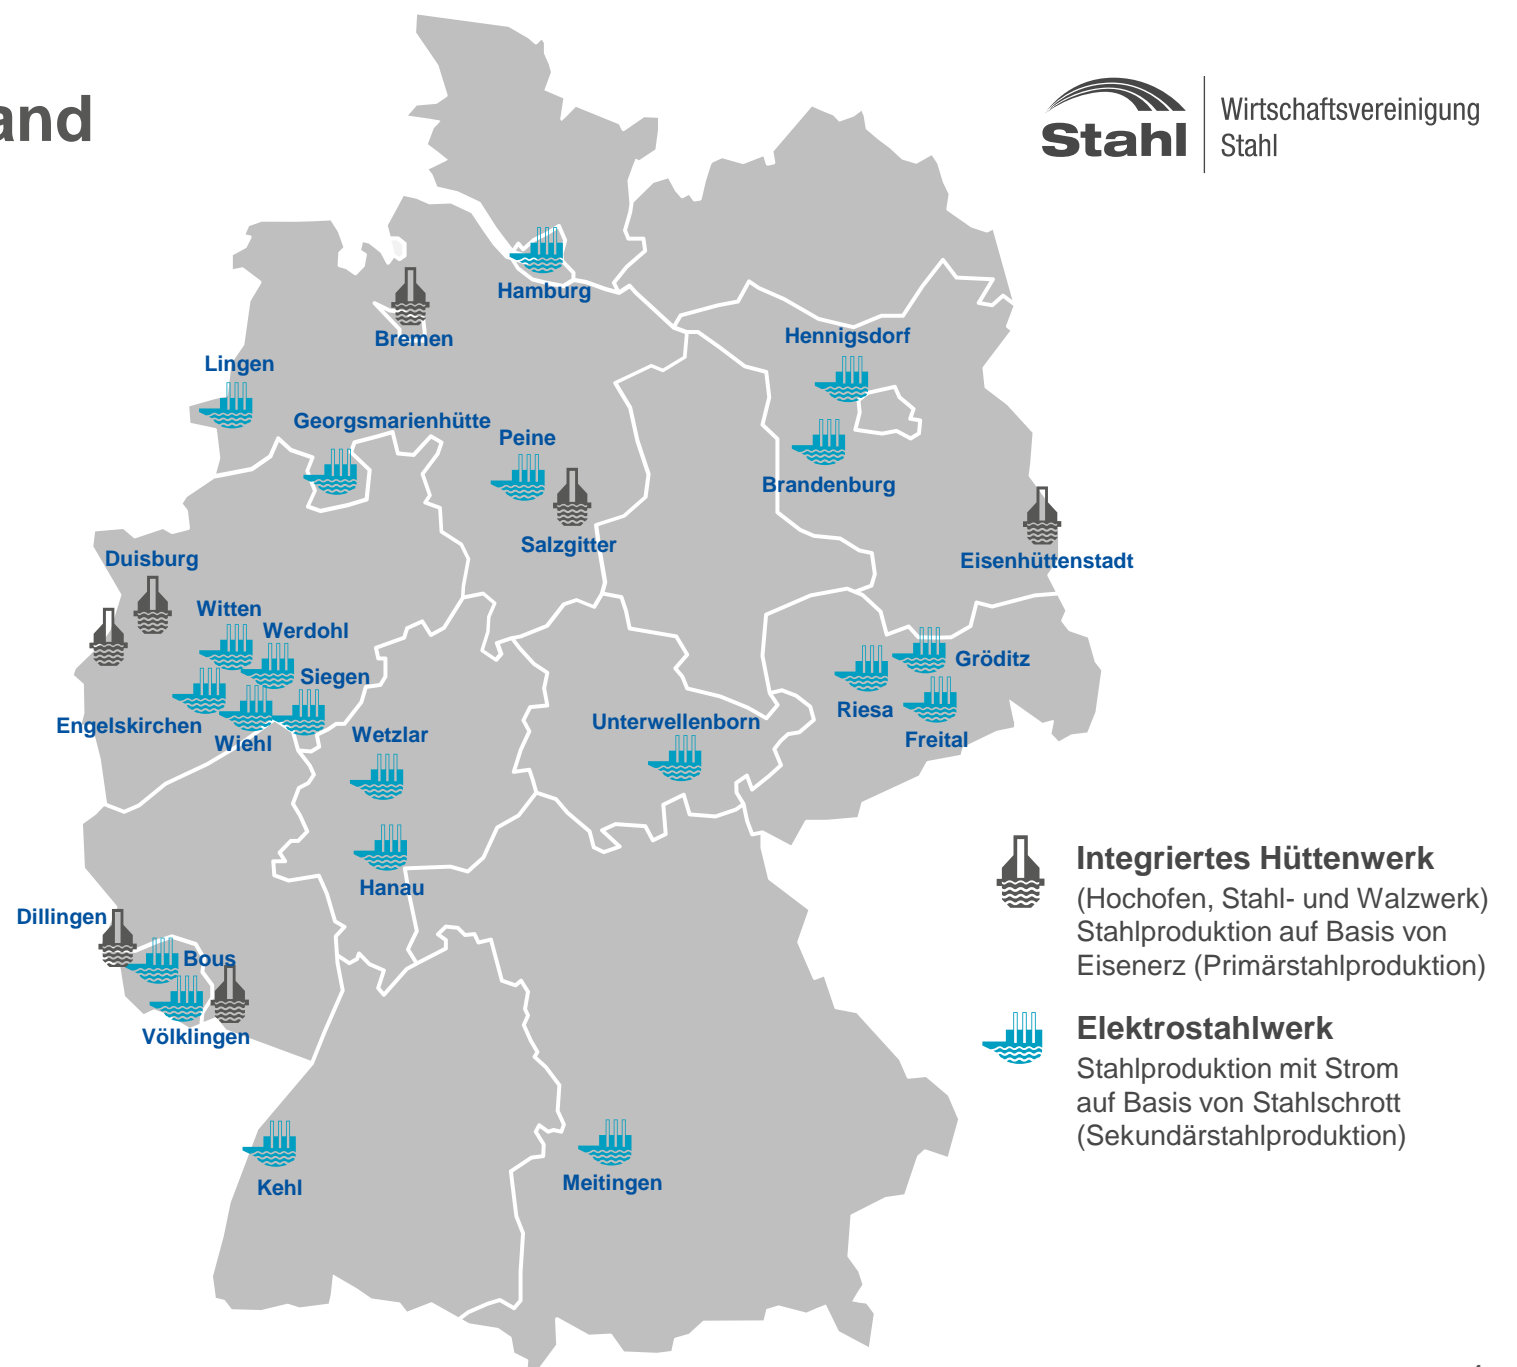 and
Stahl
Wirtschaftsvereinigung
Stahl
Hamburg
Bremen
Hennigsdorf
Lingen
Georgsmarienhütte
Peine
Brandenburg
Salzgitter
Duisburg
Eisenhüttenstadt
Witten
Werdohl
Gröditz
Siegen
Riesa
Engelskirchen
Unterwellenborn
Wetzlar
Freital
Wiehl
Hanau
Dillingen
Bous
Völklingen
Kehl
Meitingen
Integriertes Hüttenwerk
(Hochofen, Stahl- und Walzwerk)
Stahlproduktion auf Basis von
Eisenerz (Primärstahlproduktion)
Elektrostahlwerk
Stahlproduktion mit Strom
auf Basis von Stahlschrott
(Sekundärstahlproduktion)